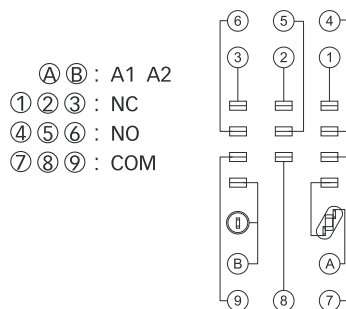 Ⓐ Ⓑ : A1 A2
① ② ③ : NC
④ ⑤ ⑥ : NO
⑦ ⑧ ⑨ : COM
⑥ ⑤ ④
③ ② ①
Ⓑ Ⓐ
⑨ ⑧ ⑦